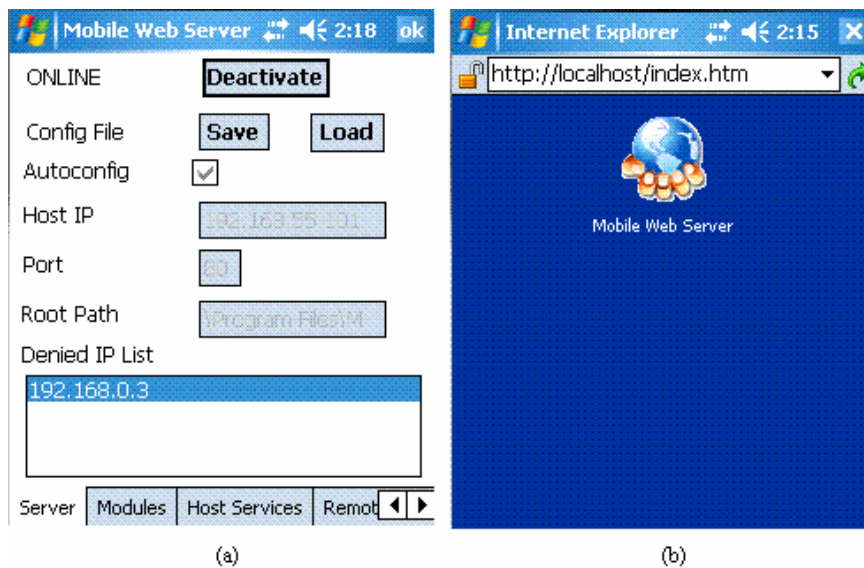 Mobile Web Server 2:18 ok
ONLINE Deactivate
Config File Save Load
Autoconfig
Host IP 192.168.55.101
Port 80
Root Path \Program Files\M
Denied IP List
192.168.0.3
Server Modules Host Services Remot
(a)
Internet Explorer 2:15
http://localhost/index.htm
Mobile Web Server
(b)